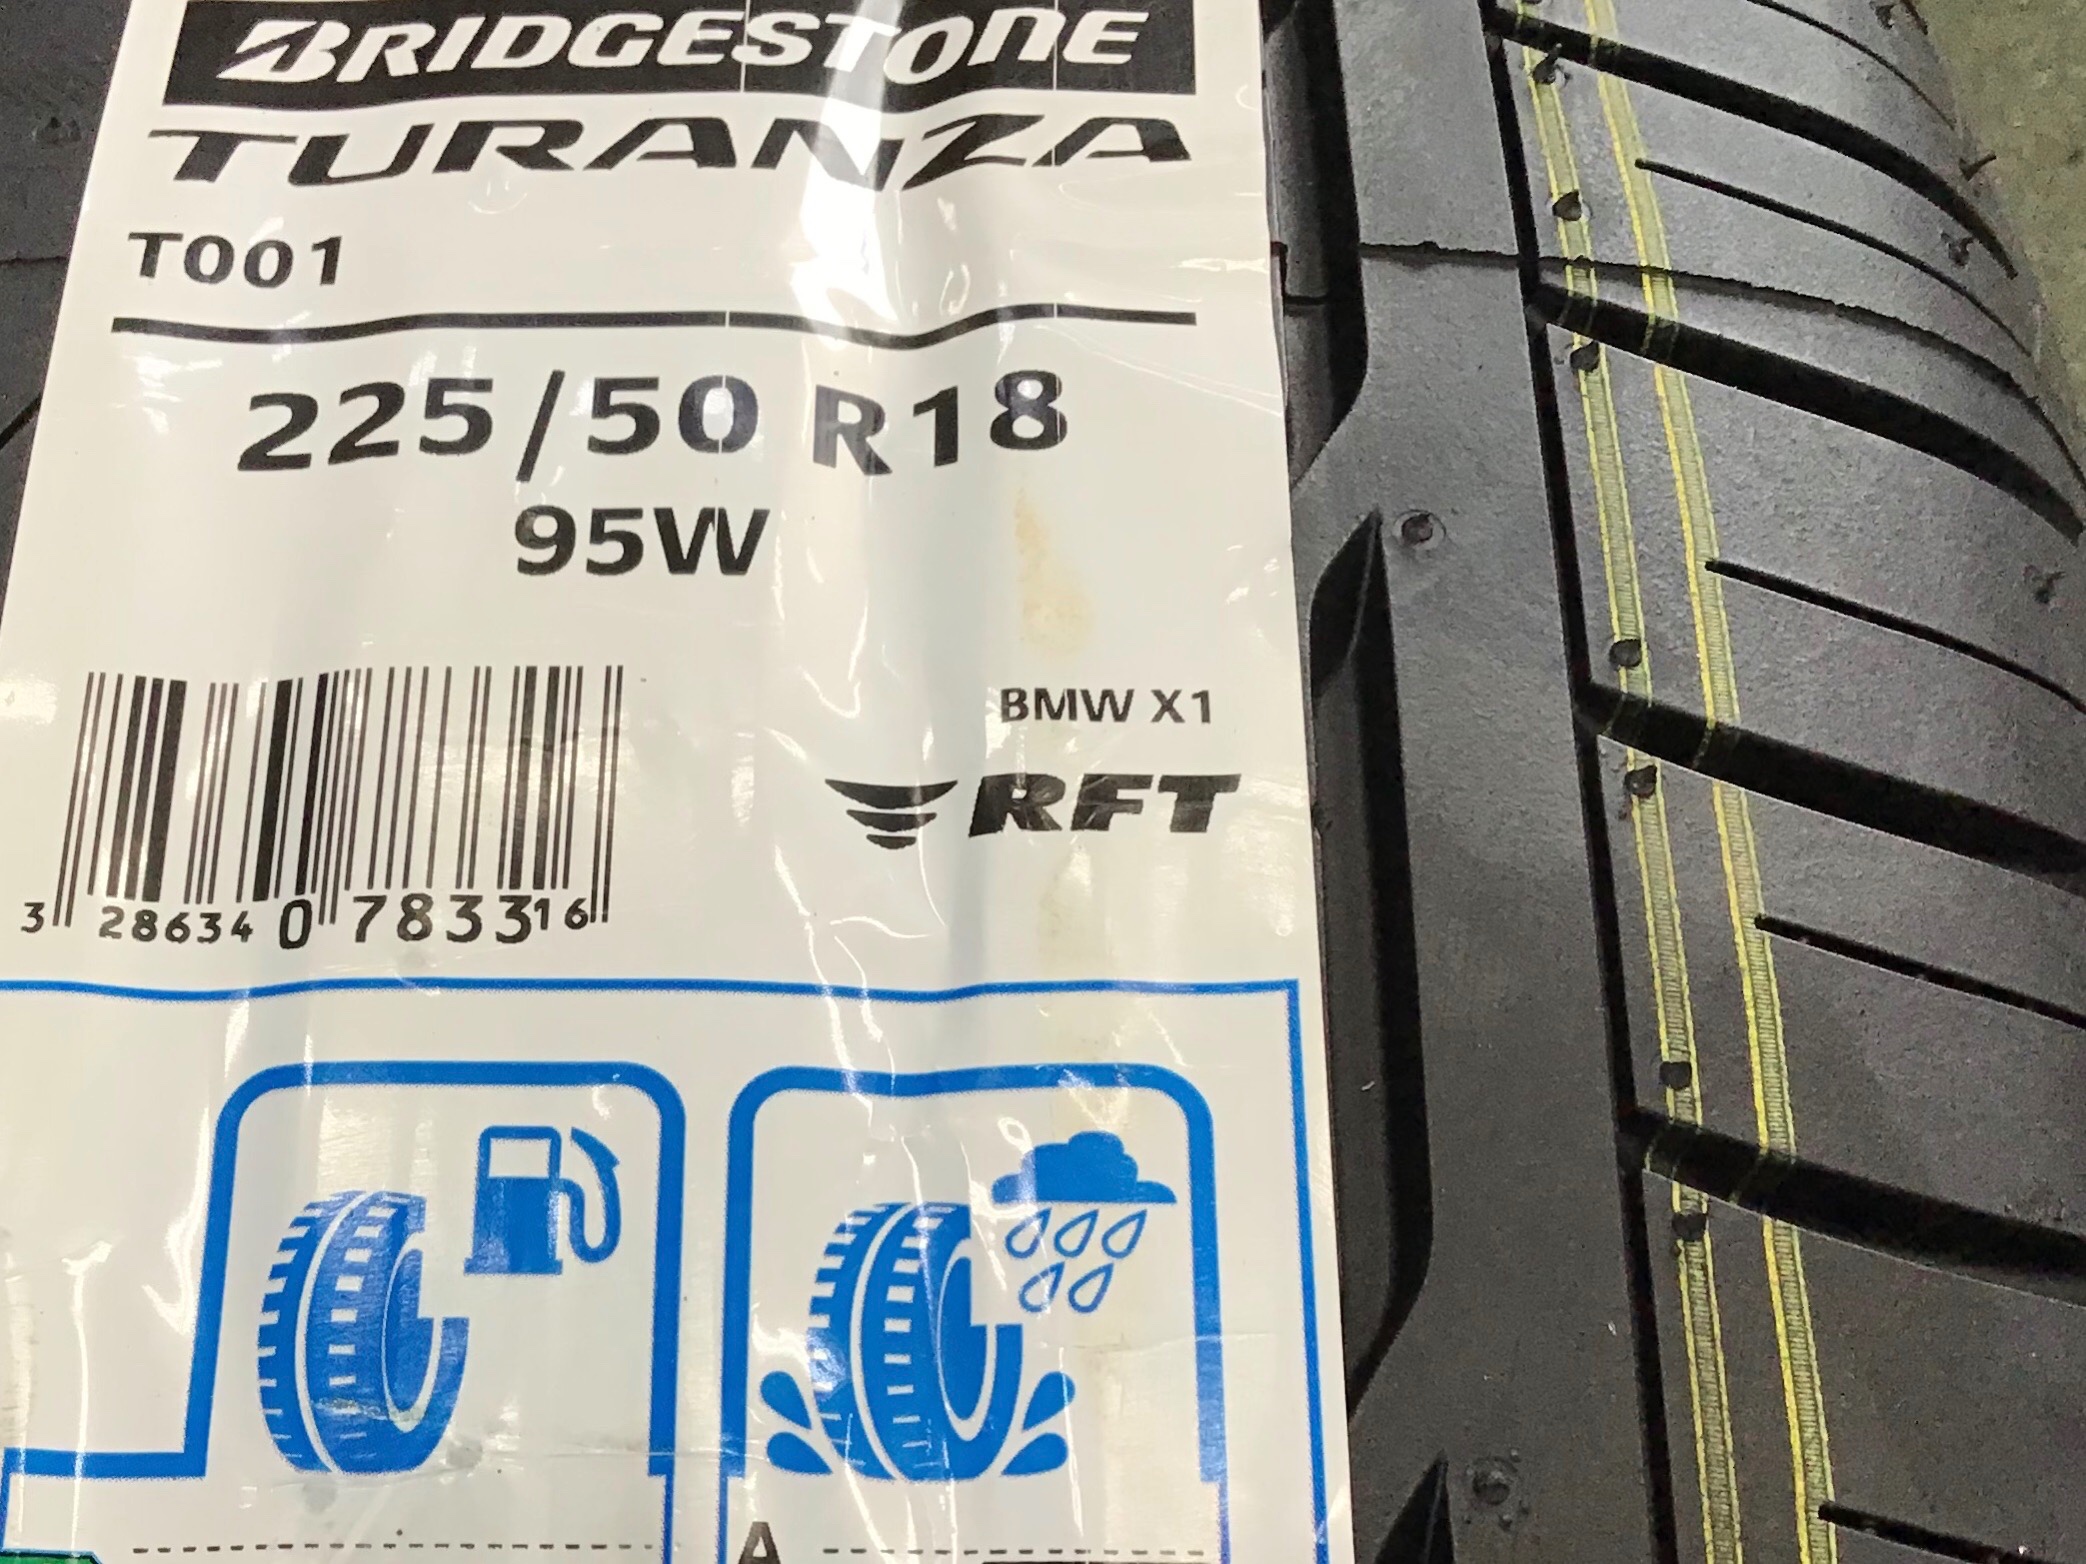 BRIDGESTONE
TURANZA
T001
225/50 R18
95W
BMW X1
RFT
3 286340 783316
A